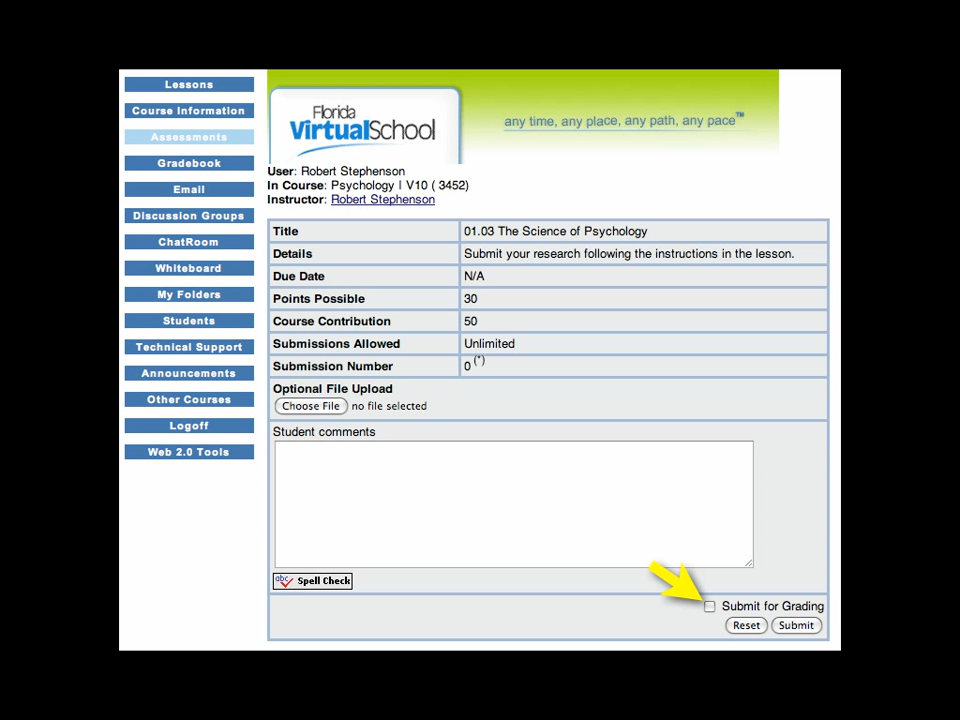 Lessons
Course Information
Assessments
Gradebook
Email
Discussion Groups
ChatRoom
Whiteboard
My Folders
Students
Technical Support
Announcements
Other Courses
Logoff
Web 2.0 Tools
Florida
VirtualSchool
any time, any place, any path, any pace™
User: Robert Stephenson
In Course: Psychology I V10 ( 3452)
Instructor: Robert Stephenson
Title 01.03 The Science of Psychology
Details Submit your research following the instructions in the lesson.
Due Date N/A
Points Possible 30
Course Contribution 50
Submissions Allowed Unlimited
Submission Number 0 (*)
Optional File Upload
Choose File no file selected
Student comments
abc Spell Check
Submit for Grading
Reset Submit